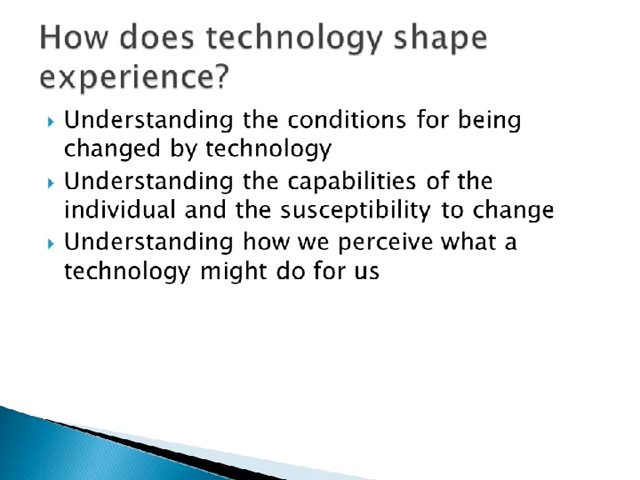 How does technology shape
experience?
Understanding the conditions for being
changed by technology
Understanding the capabilities of the
individual and the susceptibility to change
Understanding how we perceive what a
technology might do for us